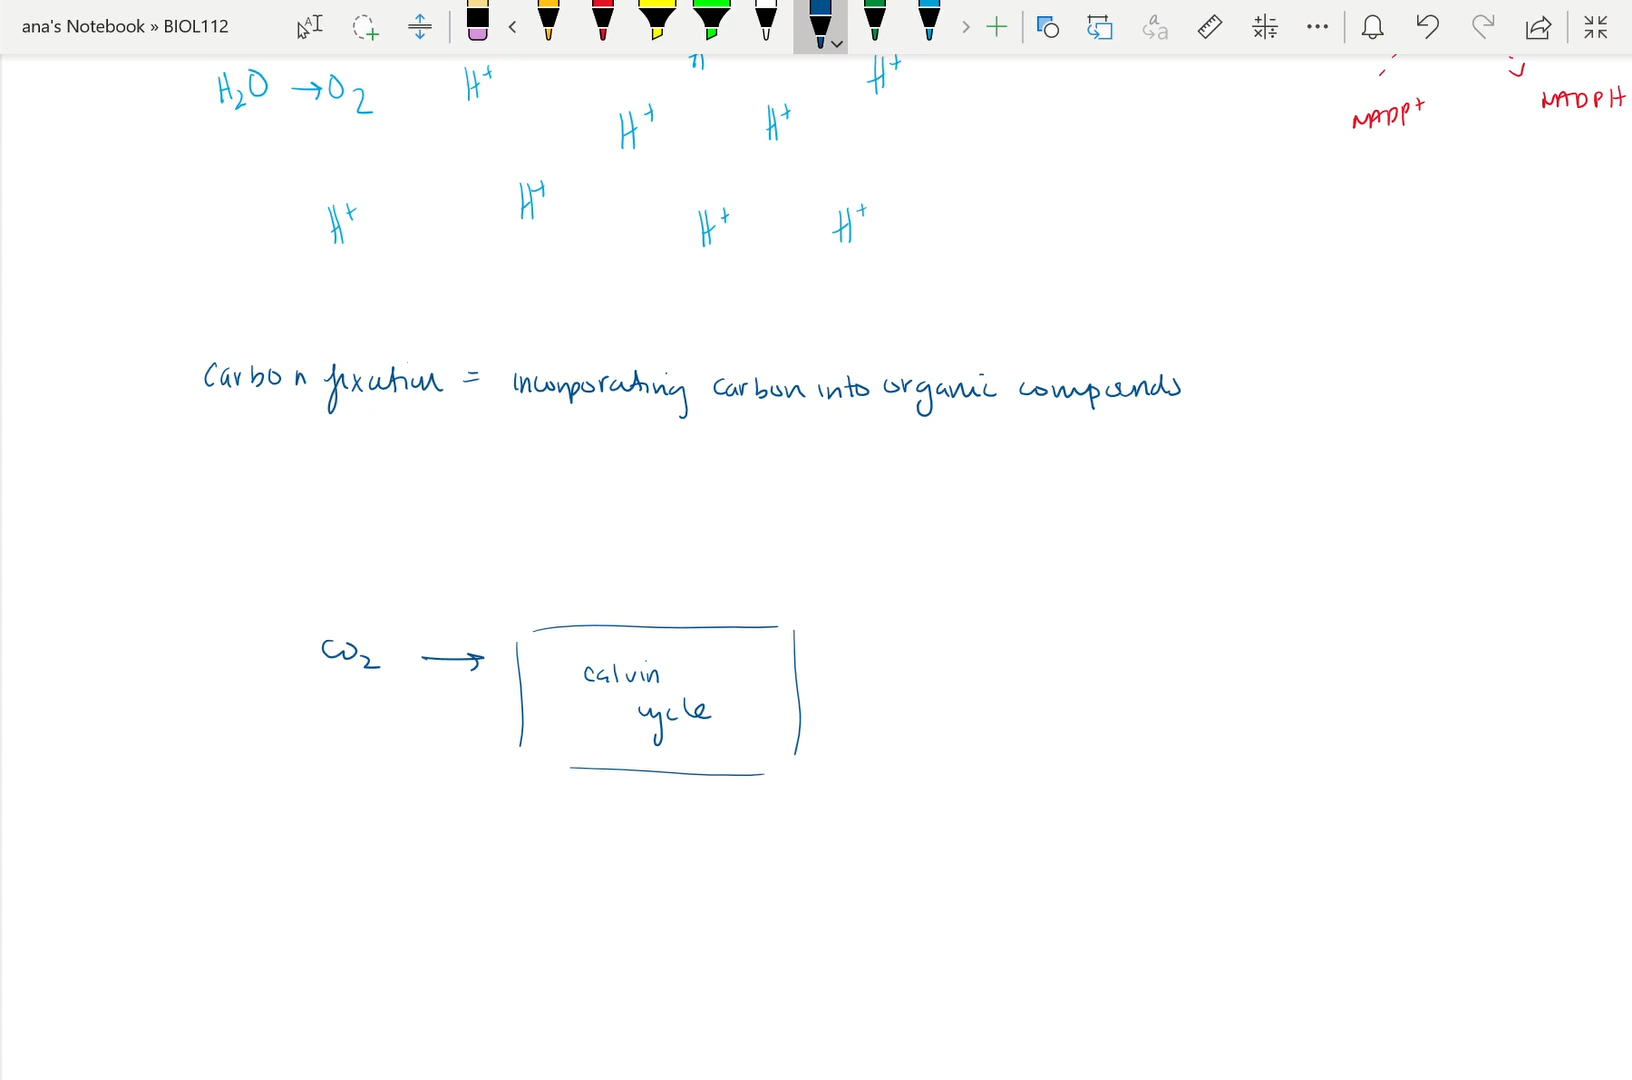 ana's Notebook » BIOL112
H₂O → O₂ H⁺ H⁺
H⁺ H⁺
NADP⁺ NADPH
H⁺ H⁺ H⁺ H⁺
Carbon fixation = incorporating carbon into organic compounds
CO₂ → calvin
cycle